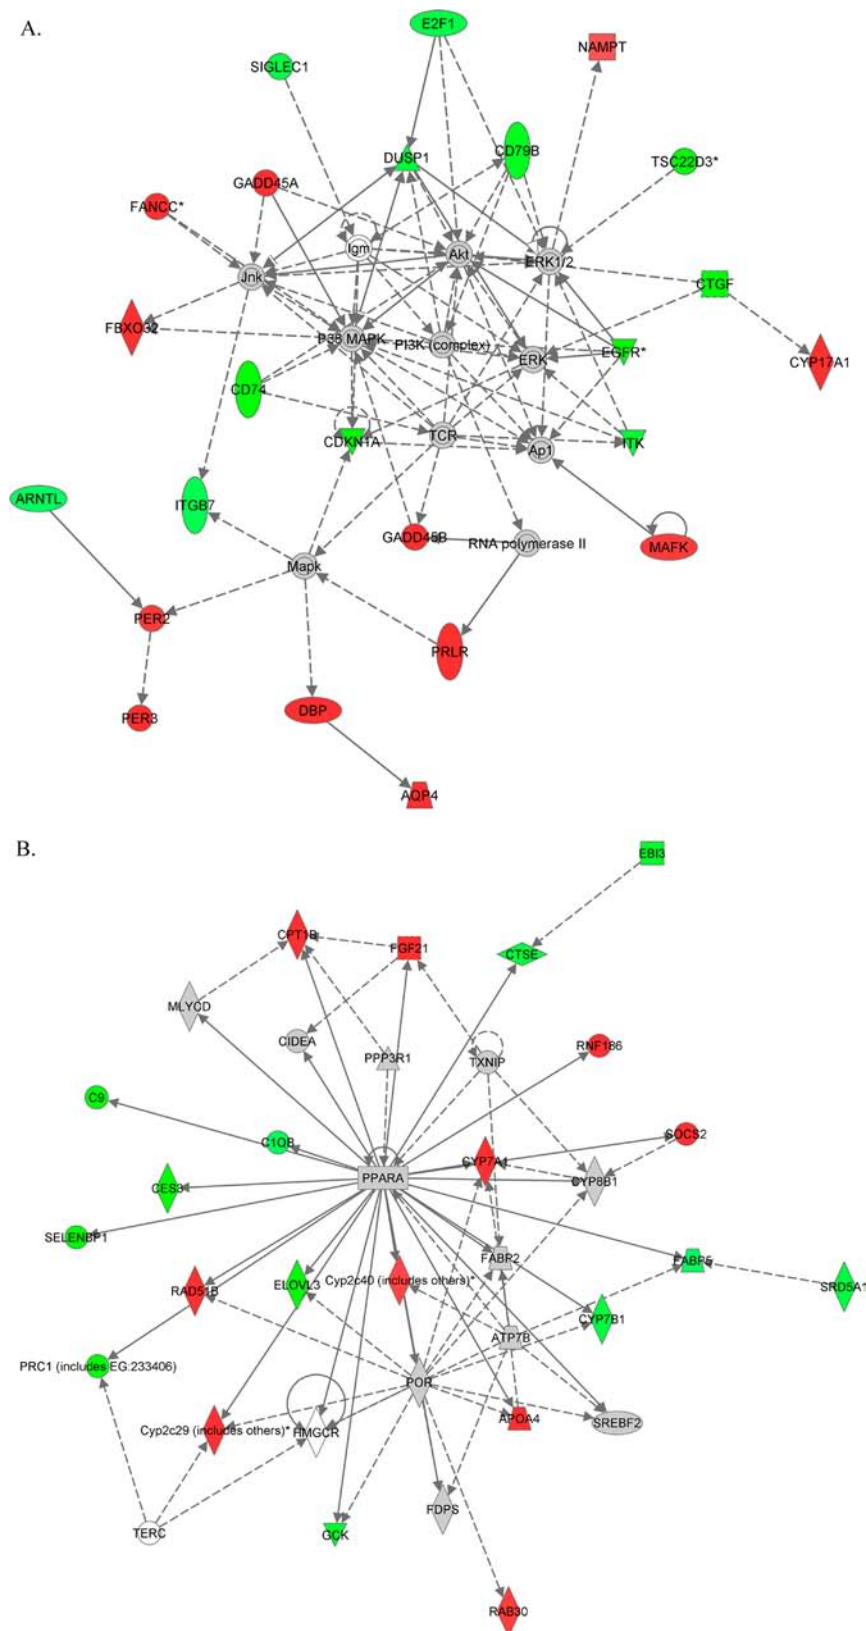 A.
E2F1
NAMPT
SIGLEC1
CD79B
DUSP1
TSC22D3*
GADD45A
FANCC*
Igm
Akt
ERK1/2
Jnk
CTGF
FBXO32
P38 MAPK
PI3K (complex)
ERK
EGFR*
CYP17A1
CD74
CDKN1A
TCR
Ap1
ITK
ARNTL
ITGB7
GADD45B
RNA polymerase II
MAFK
Mapk
PER2
PRLR
PER3
DBP
AQP4
B.
EBI3
CPT1B
FGF21
CTSE
MLYCD
CIDEA
PPP3R1
TXNIP
RNF186
C9
C1QB
SOCS2
CYP7A1
PPARA
CYP8B1
CES3*
SELENBP1
FABP2
FABP5
RAD51B
ELOVL3
Cyp2c40 (includes others)*
SRD5A1
CYP7B1
ATP7B
PRC1 (includes EG:233406)
POR
APOA4
SREBF2
Cyp2c29 (includes others)*
HMGCR
FDPS
TERC
GCK
RAB30